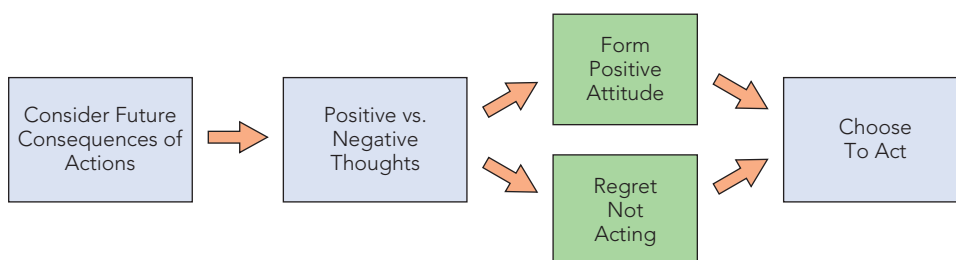 Consider Future
Consequences of
Actions
Positive vs.
Negative
Thoughts
Form
Positive
Attitude
Regret
Not
Acting
Choose
To Act